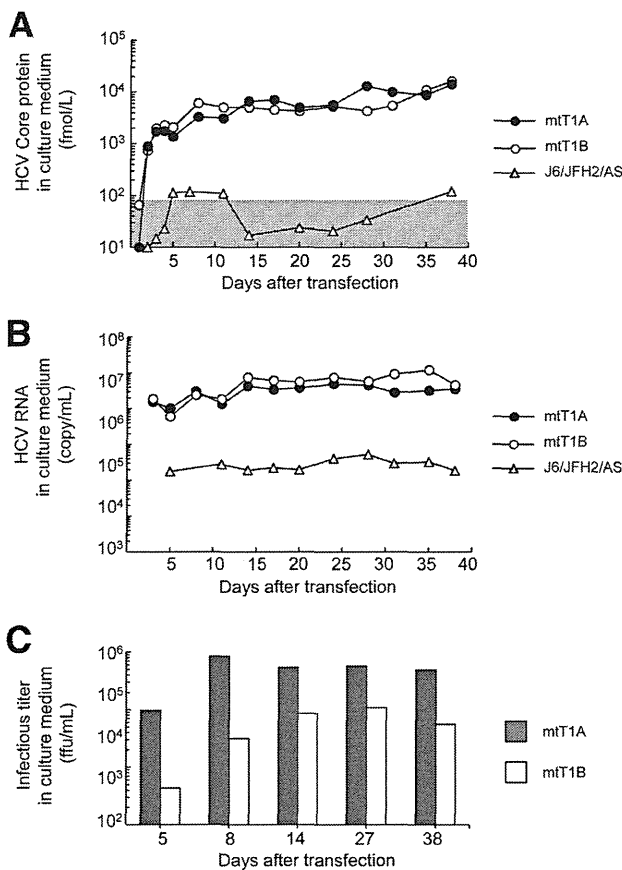 A
HCV Core protein
in culture medium
(fmol/L)
10^5
10^4
10^3
10^2
10^1
5 10 15 20 25 30 35 40
Days after transfection
mtT1A
mtT1B
J6/JFH2/AS
B
HCV RNA
in culture medium
(copy/mL)
10^8
10^7
10^6
10^5
10^4
10^3
5 10 15 20 25 30 35 40
Days after transfection
mtT1A
mtT1B
J6/JFH2/AS
C
Infectious titer
in culture medium
(ffu/mL)
10^6
10^5
10^4
10^3
10^2
5 8 14 27 38
Days after transfection
mtT1A
mtT1B